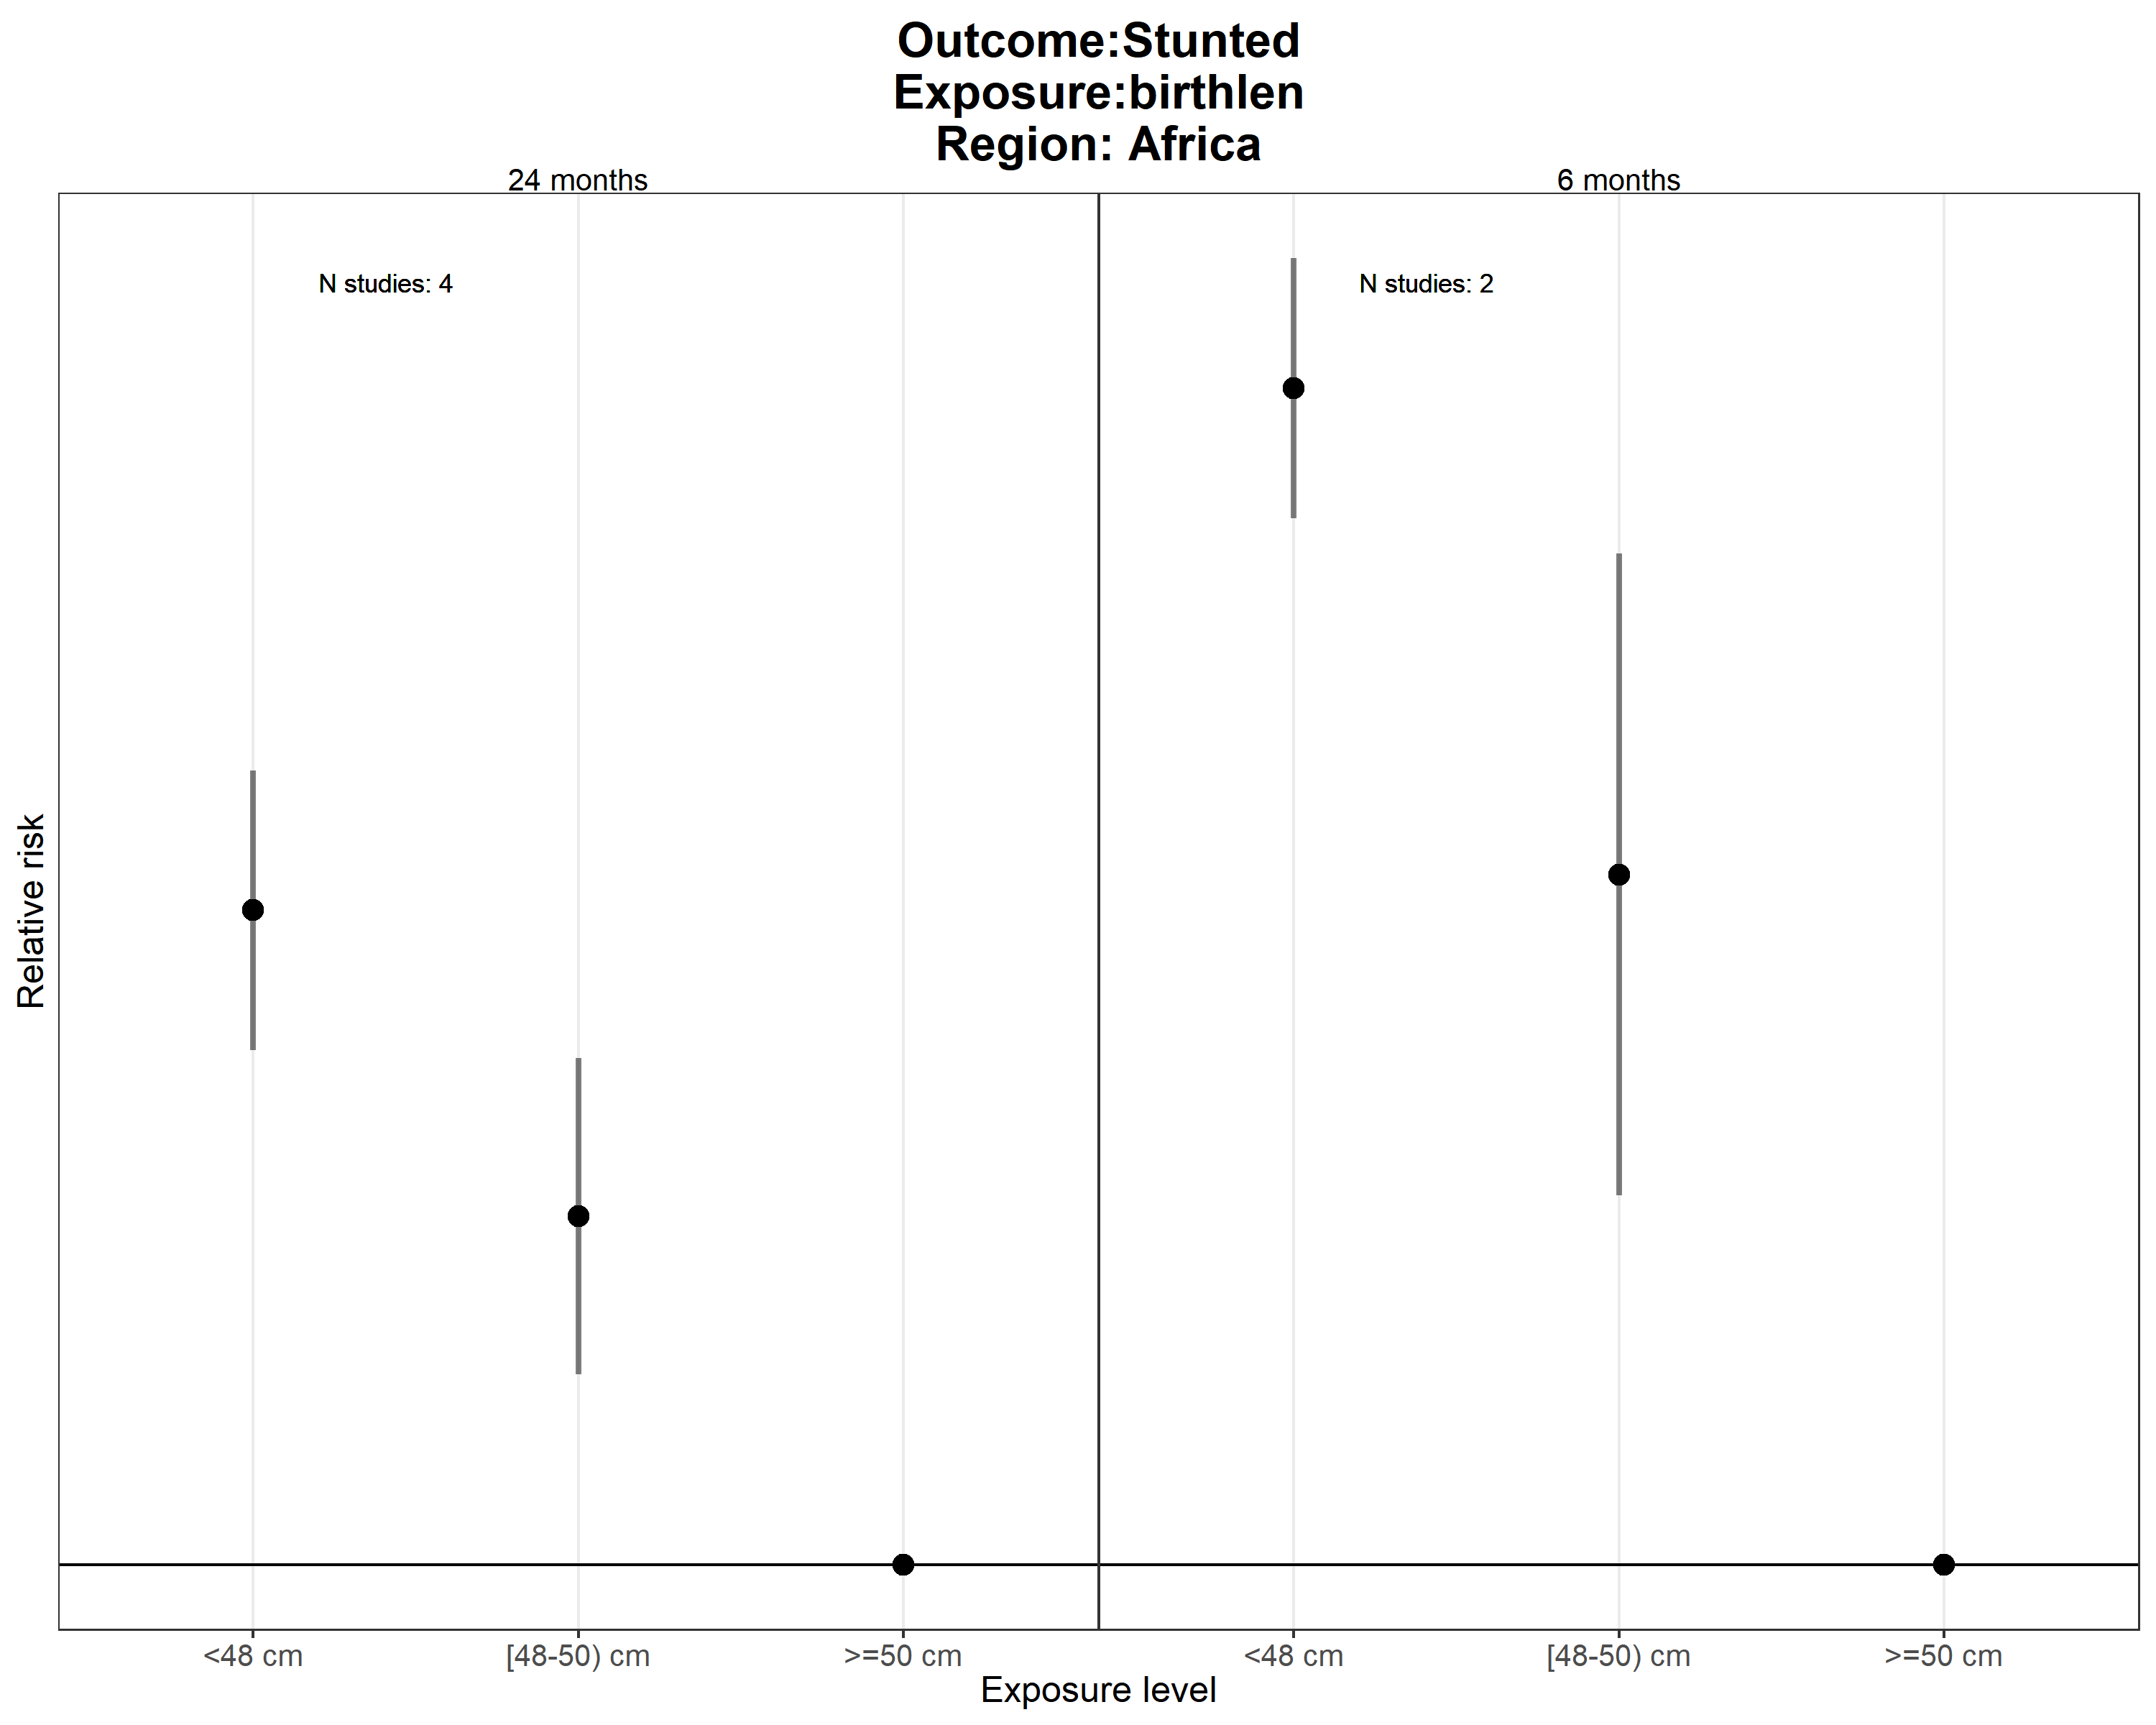 Outcome:Stunted
Exposure:birthlen
Region: Africa
24 months
6 months
N studies: 4
N studies: 2
Relative risk
<48 cm
[48-50) cm
>=50 cm
<48 cm
[48-50) cm
>=50 cm
Exposure level